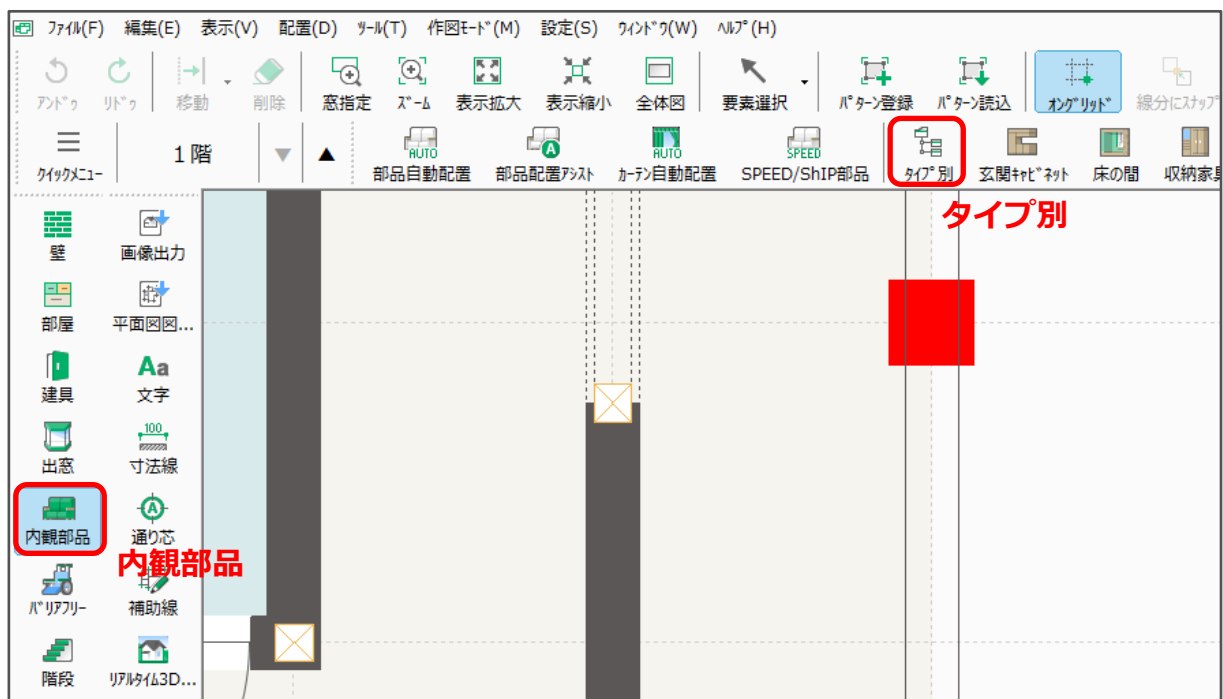 ﾌｧｲﾙ(F) 編集(E) 表示(V) 配置(D) ﾂｰﾙ(T) 作図ﾓｰﾄﾞ(M) 設定(S) ｳｨﾝﾄﾞｳ(W) ﾍﾙﾌﾟ(H)
ｱﾝﾄﾞｩ ﾘﾄﾞｩ 移動 削除 窓指定 ｽﾞｰﾑ 表示拡大 表示縮小 全体図 要素選択 ﾊﾟﾀｰﾝ登録 ﾊﾟﾀｰﾝ読込 ｵﾝｸﾞﾘｯﾄﾞ 線分にｽﾅｯﾌﾟ
AUTO A AUTO SPEED
ｸｲｯｸﾒﾆｭｰ 1階 部品自動配置 部品配置ｱｼｽﾄ ｶｰﾃﾝ自動配置 SPEED/ShIP部品 ﾀｲﾌﾟ別 玄関ｷｬﾋﾞﾈｯﾄ 床の間 収納家具
タイプ別
壁 画像出力
部屋 平面図図...
Aa
建具 文字
100
出窓 寸法線
A
内観部品 通り芯
内観部品
ﾊﾞﾘｱﾌﾘｰ 補助線
階段 ﾘｱﾙﾀｲﾑ3D...